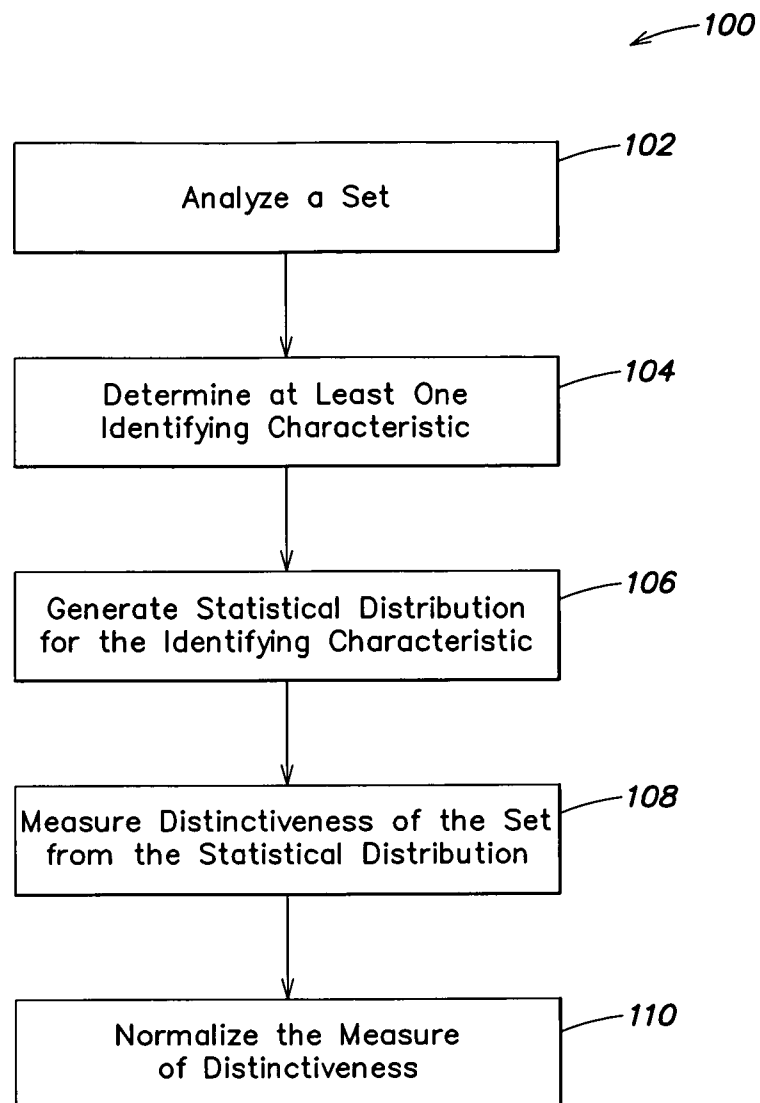 100
102
Analyze a Set
104
Determine at Least One
Identifying Characteristic
106
Generate Statistical Distribution
for the Identifying Characteristic
108
Measure Distinctiveness of the Set
from the Statistical Distribution
110
Normalize the Measure
of Distinctiveness